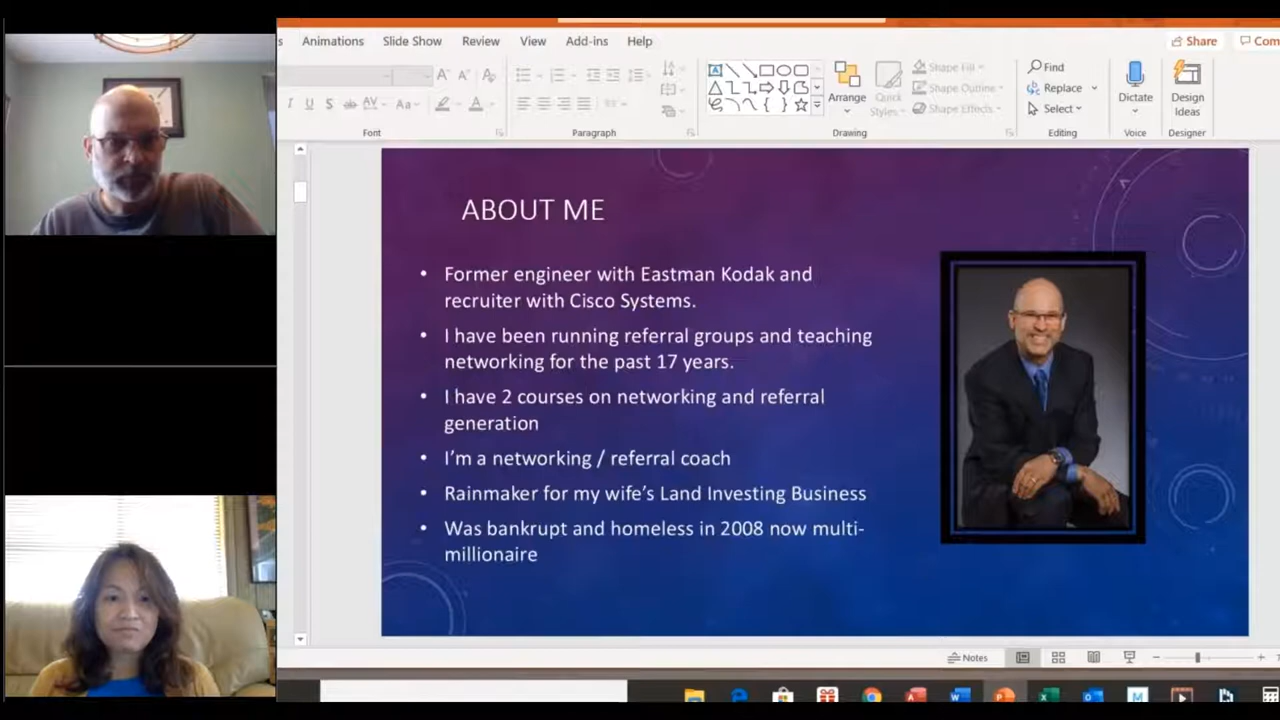 s
Animations
Slide Show
Review
View
Add-ins
Help
Share
Com
Aa
Font
Paragraph
Arrange
Quick
Styles
Shape Fill
Shape Outline
Shape Effects
Drawing
Find
Replace
Select
Editing
Dictate
Voice
Design
Ideas
Designer
ABOUT ME
• Former engineer with Eastman Kodak and
recruiter with Cisco Systems.
• I have been running referral groups and teaching
networking for the past 17 years.
• I have 2 courses on networking and referral
generation
• I'm a networking / referral coach
• Rainmaker for my wife's Land Investing Business
• Was bankrupt and homeless in 2008 now multi-
millionaire
Notes